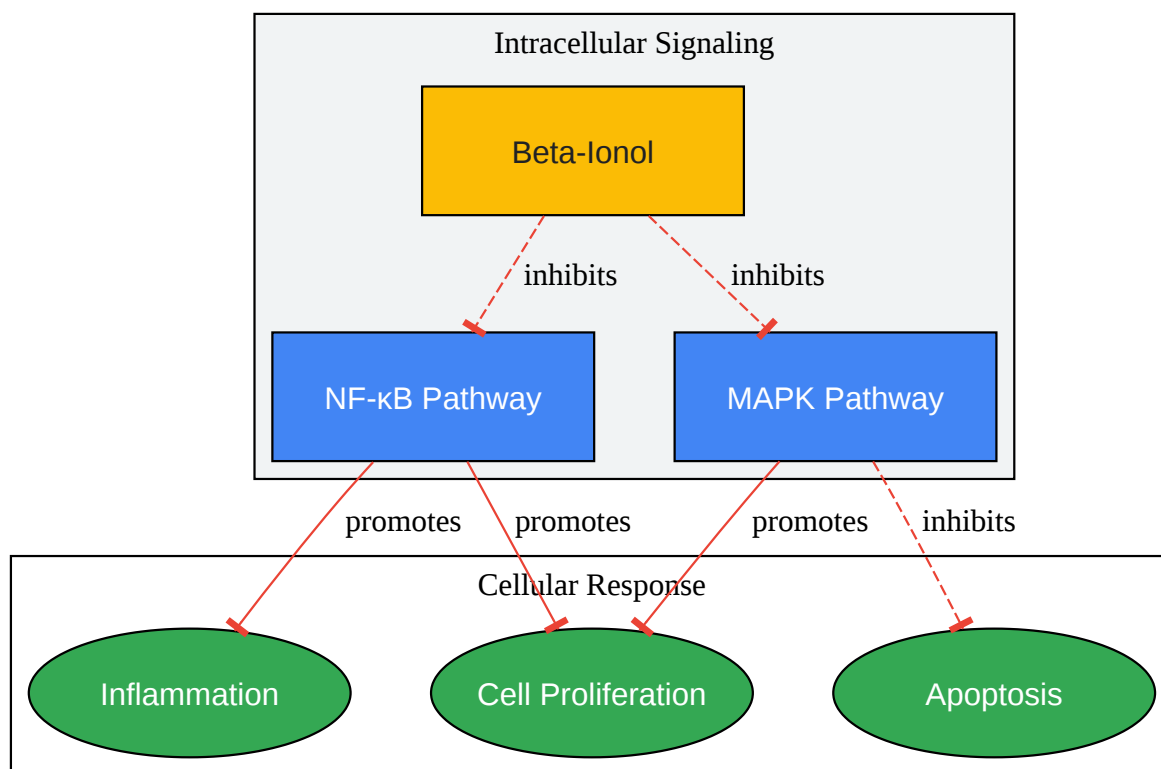 Intracellular Signaling
Beta-Ionol
inhibits
inhibits
NF-κB Pathway
MAPK Pathway
promotes
promotes
promotes
inhibits
Cellular Response
Inflammation
Cell Proliferation
Apoptosis